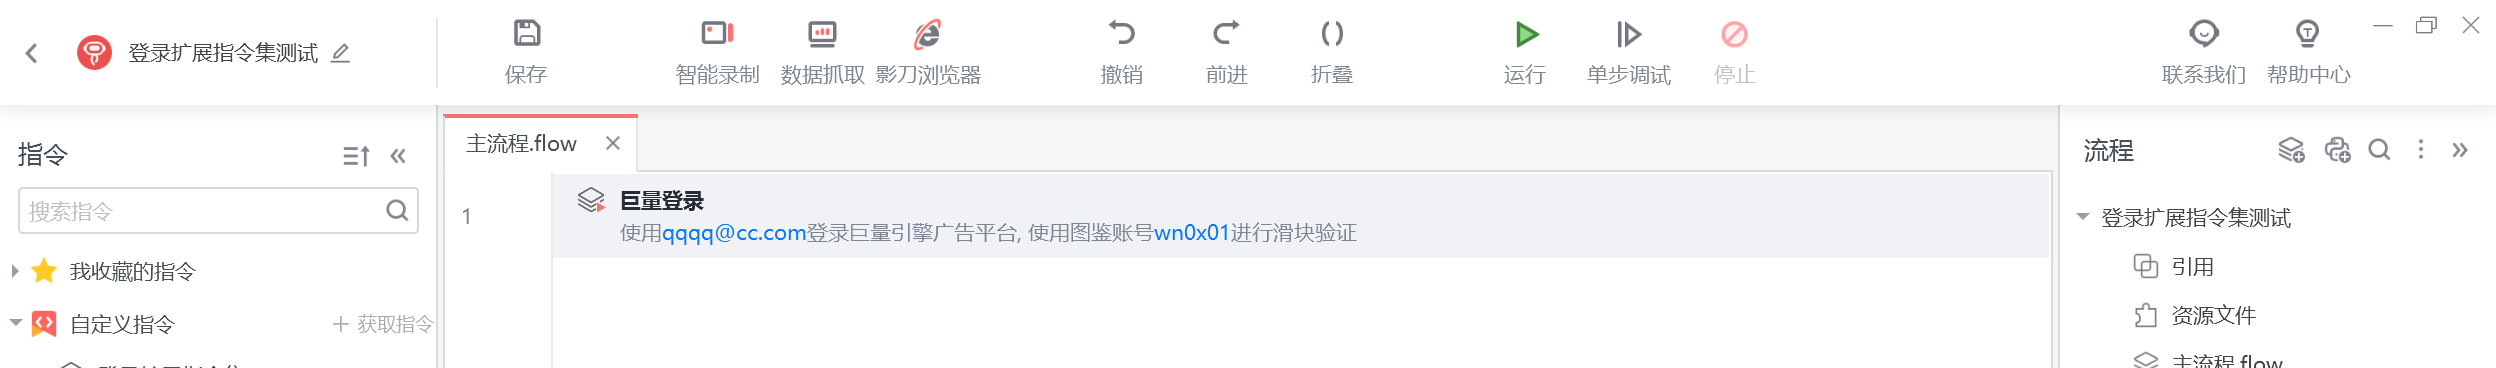 登录扩展指令集测试
保存
智能录制
数据抓取
影刀浏览器
撤销
前进
折叠
运行
单步调试
停止
联系我们
帮助中心
指令
搜索指令
我收藏的指令
自定义指令
获取指令
主流程.flow
1
巨量登录
使用qqqq@cc.com登录巨量引擎广告平台, 使用图鉴账号wn0x01进行滑块验证
流程
登录扩展指令集测试
引用
资源文件
主流程.flow